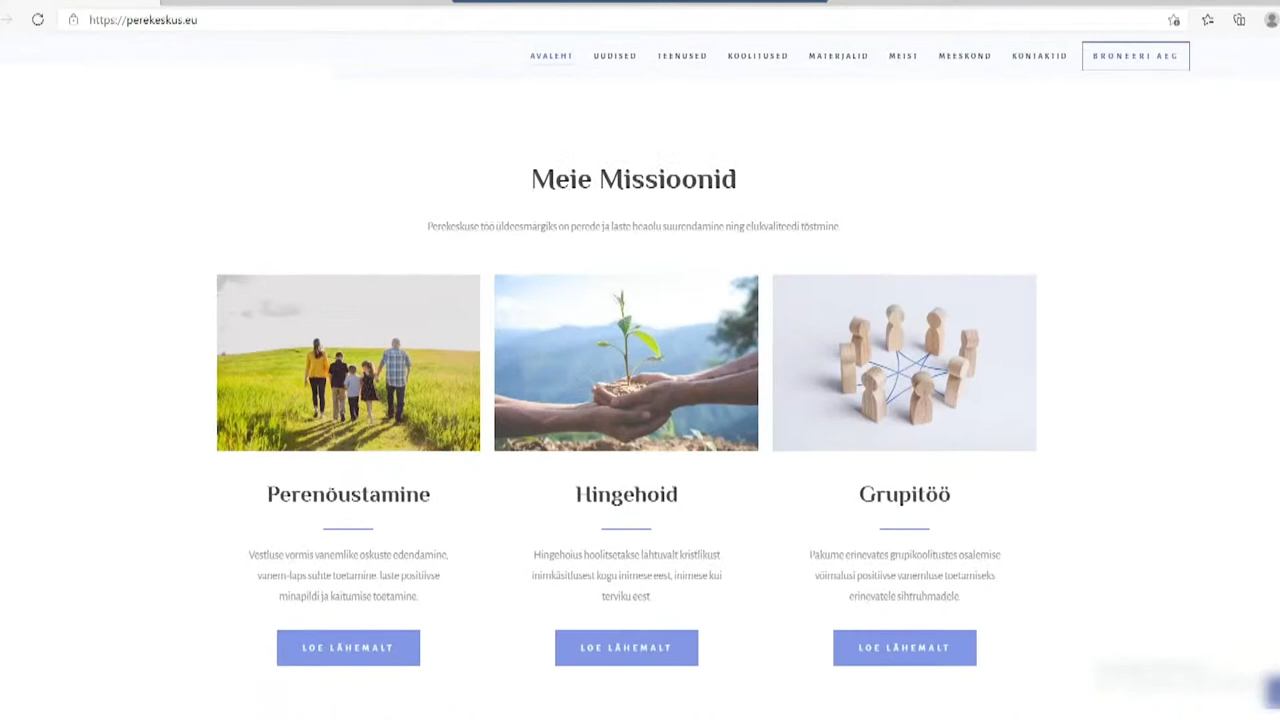 https://perekeskus.eu
AVALEHT UUDISED TEENUSED KOOLITUSED MATERJALID MEIST MEESKOND KONTAKTID BRONEERI AEG
Meie Missioonid
Perekeskuse töö üldeesmärgiks on perede ja laste heaolu suurendamine ning elukvaliteedi tõstmine.
Perenõustamine
Vestluse vormis vanemlike oskuste edendamine,
vanem-laps suhte toetamine. laste positiivse
minapildi ja kaitumise toetamine.
LOE LÄHEMALT
Hingehoid
Hingehoius hoolitsetakse lähtuvalt kristlikust
inimkäsitlusest kogu inimese eest, inimese kui
terviku eest
LOE LÄHEMALT
Grupitöö
Pakume erinevates grupikoolitustes osalemise
võimalusi positiivse vanemluse toetamiseks
erinevatele sihtrühmadele.
LOE LÄHEMALT